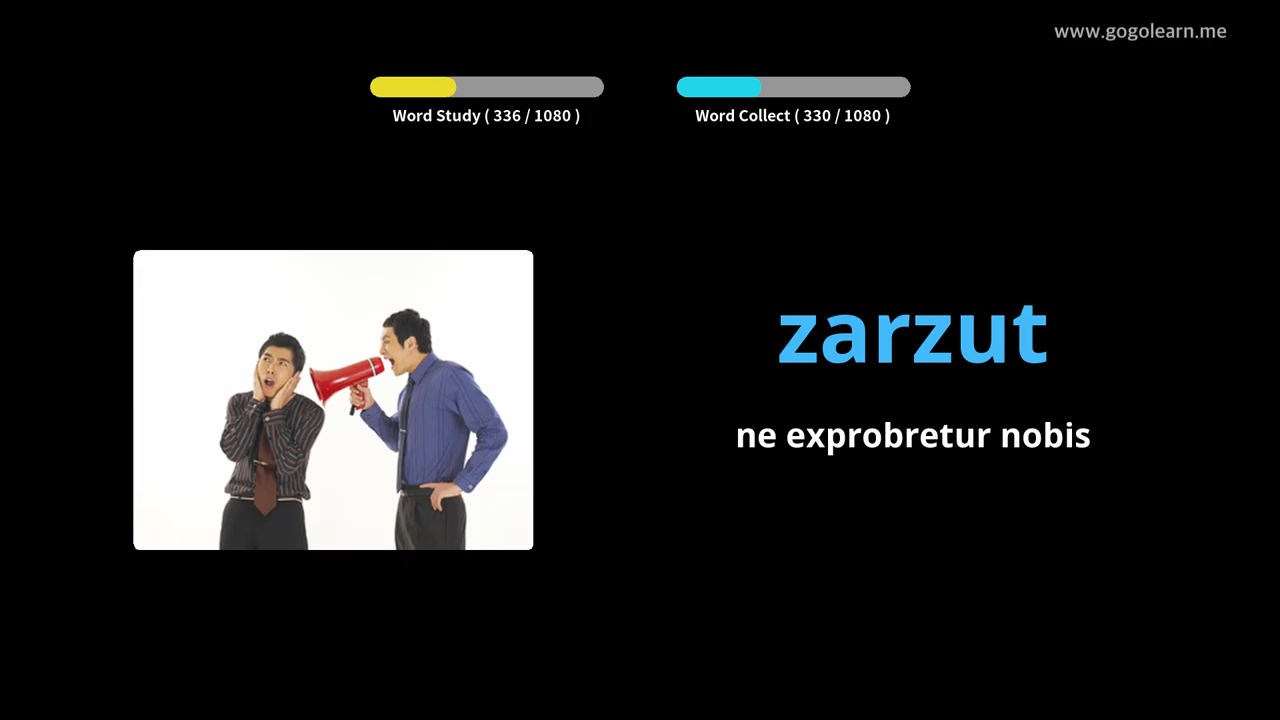 www.gogolearn.me
Word Study ( 336 / 1080 )
Word Collect ( 330 / 1080 )
zarzut
ne exprobretur nobis